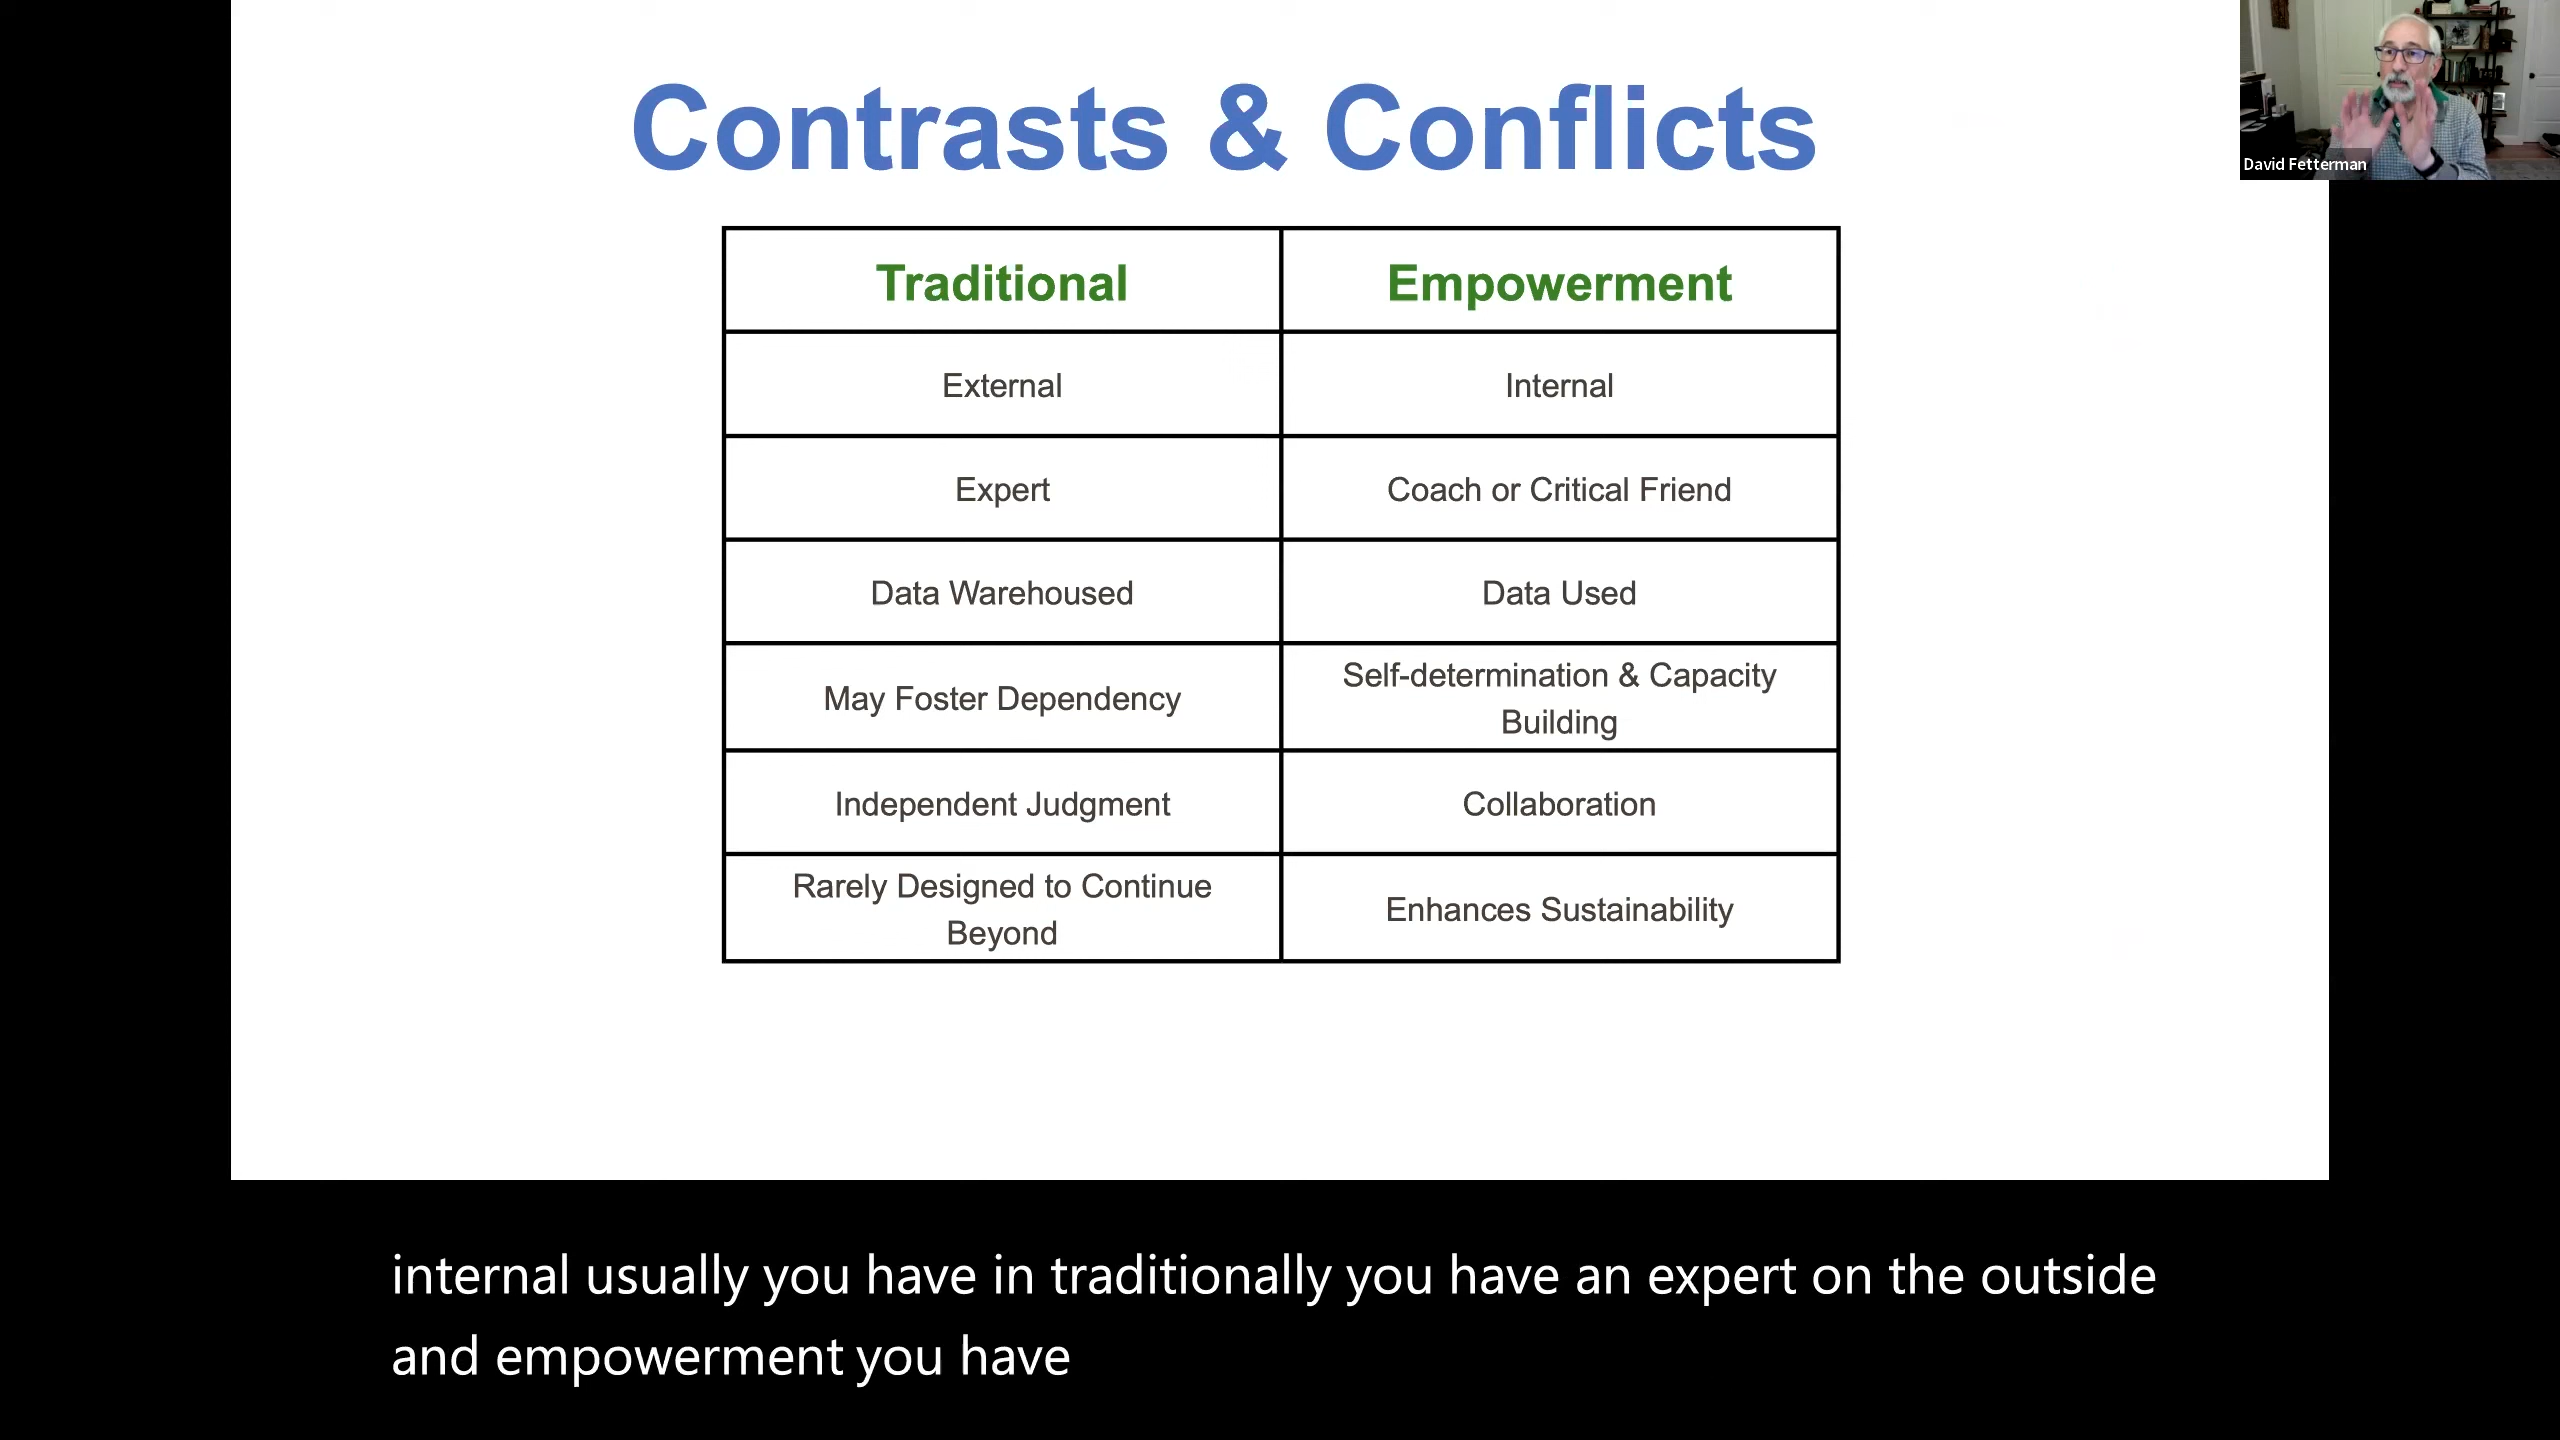 Contrasts & Conflicts
David Fetterman
Traditional
Empowerment
External
Internal
Expert
Coach or Critical Friend
Data Warehoused
Data Used
May Foster Dependency
Self-determination & Capacity
Building
Independent Judgment
Collaboration
Rarely Designed to Continue
Beyond
Enhances Sustainability
internal usually you have in traditionally you have an expert on the outside
and empowerment you have